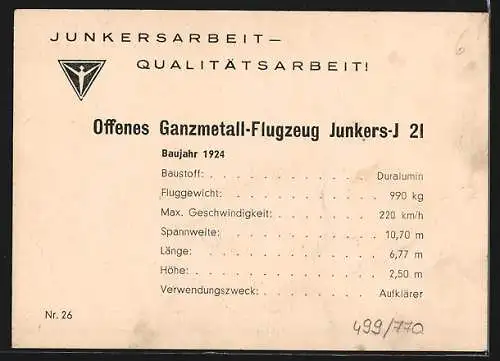 JUNKERSARBEIT —
QUALITÄTSARBEIT!
6
Offenes Ganzmetall-Flugzeug Junkers-J 21
Baujahr 1924
Baustoff: . . . . . . . . . . . Duralumin
Fluggewicht: . . . . . . . . . . 990 kg
Max. Geschwindigkeit: . . . . . . 220 km/h
Spannweite: . . . . . . . . . . 10,70 m
Länge: . . . . . . . . . . . . 6,77 m
Höhe: . . . . . . . . . . . . 2,50 m
Verwendungszweck: . . . . . . . Aufklärer
Nr. 26
499/770